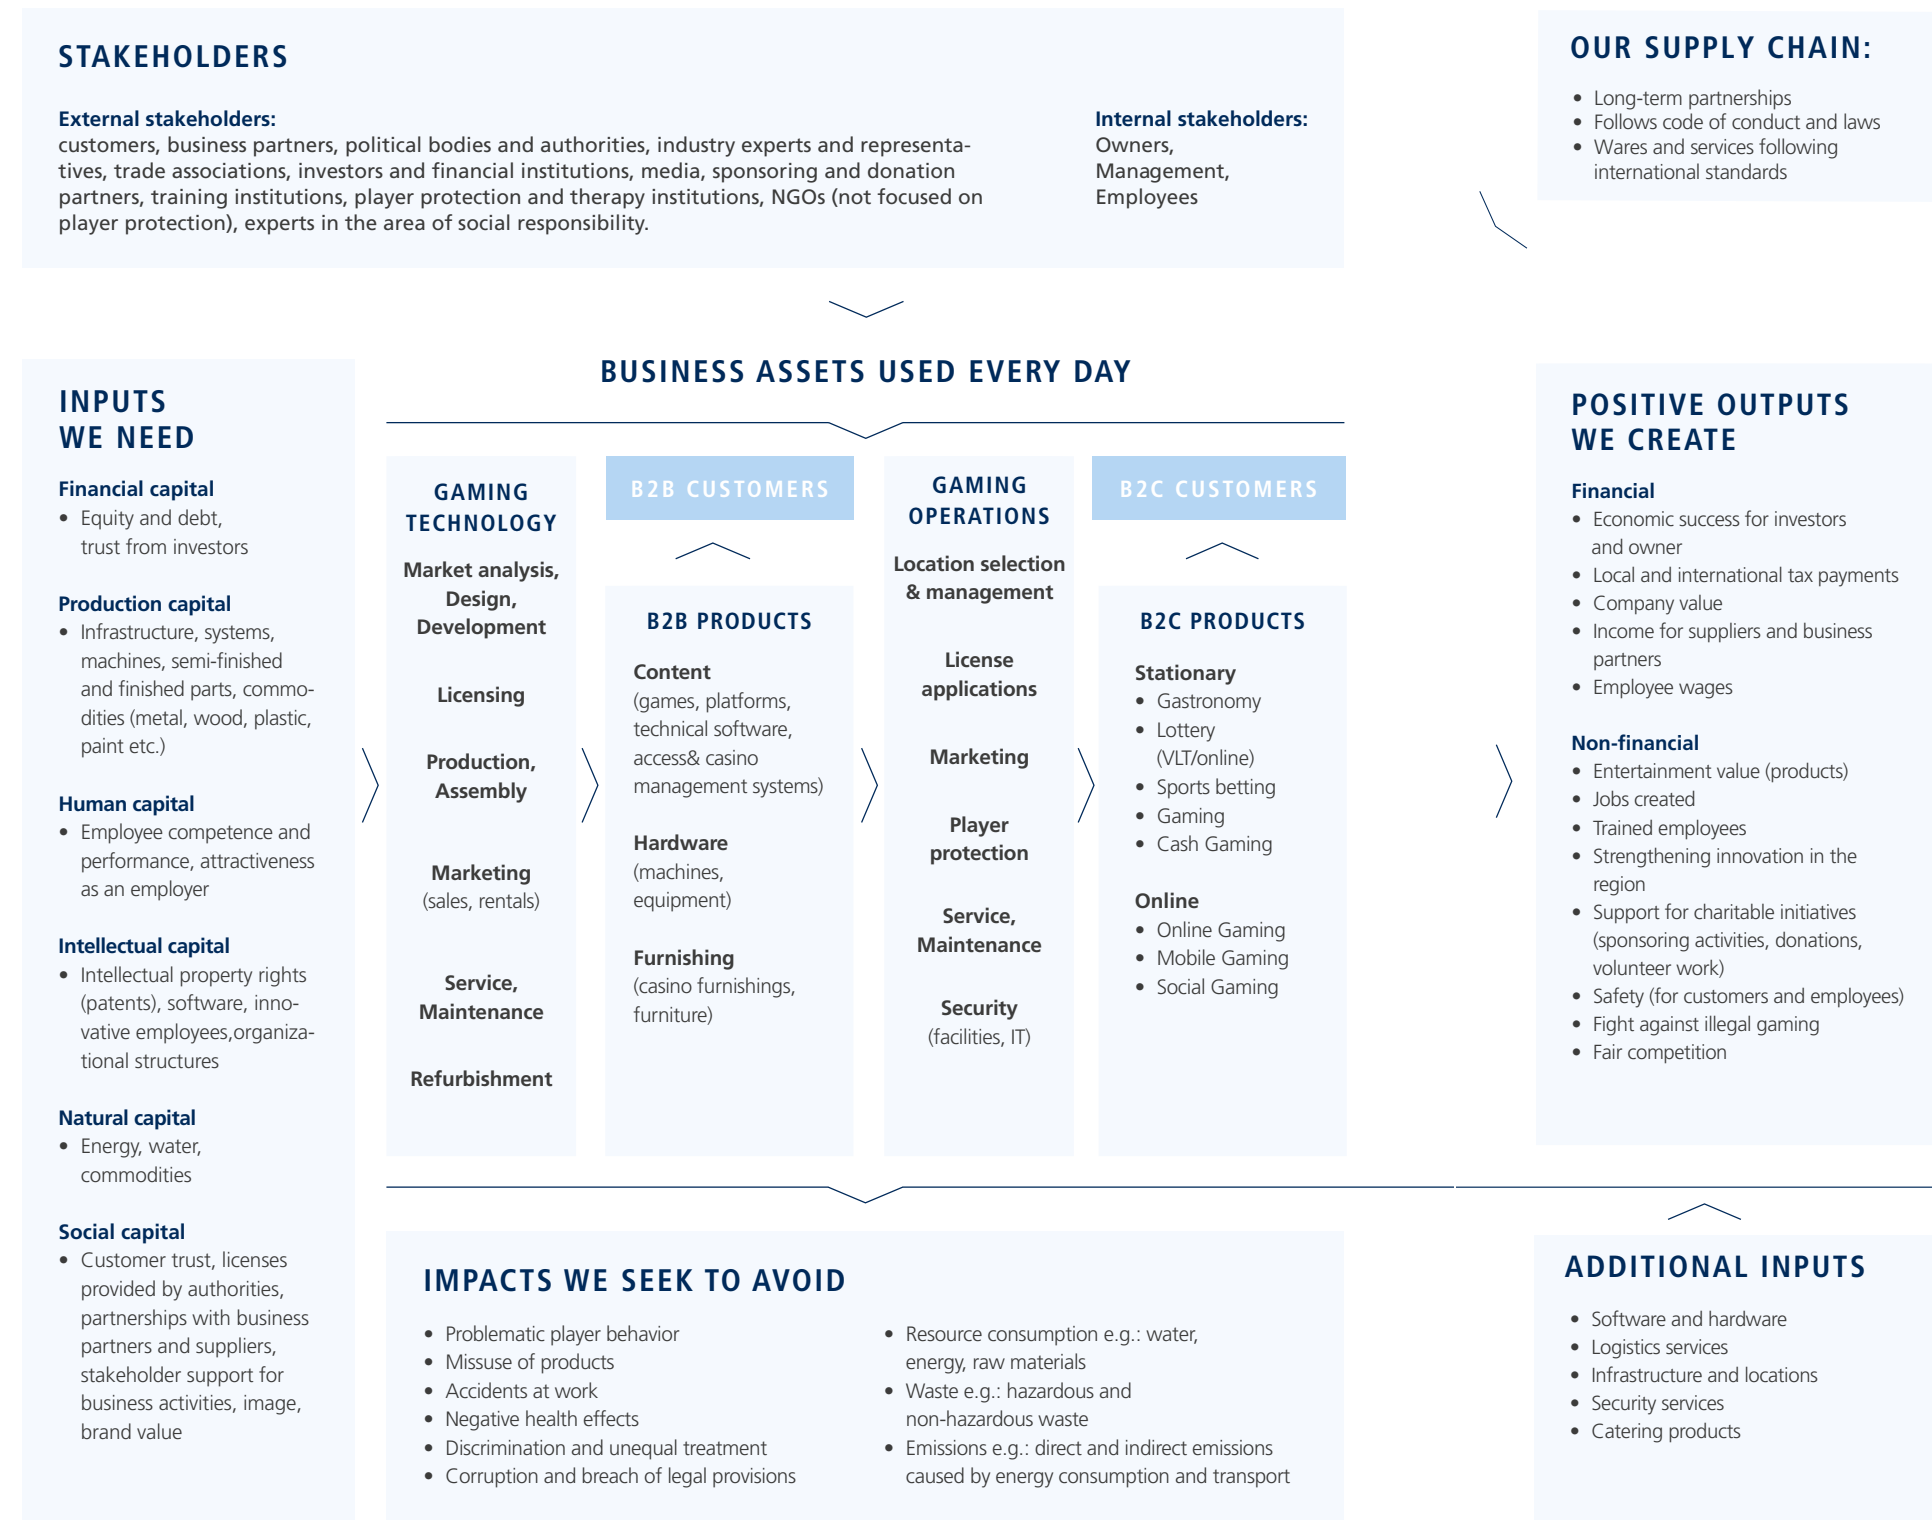 STAKEHOLDERS
External stakeholders:
customers, business partners, political bodies and authorities, industry experts and representa-
tives, trade associations, investors and financial institutions, media, sponsoring and donation
partners, training institutions, player protection and therapy institutions, NGOs (not focused on
player protection), experts in the area of social responsibility.
Internal stakeholders:
Owners,
Management,
Employees
OUR SUPPLY CHAIN:
• Long-term partnerships
• Follows code of conduct and laws
• Wares and services following
international standards
INPUTS
WE NEED
Financial capital
• Equity and debt,
trust from investors
Production capital
• Infrastructure, systems,
machines, semi-finished
and finished parts, commo-
dities (metal, wood, plastic,
paint etc.)
Human capital
• Employee competence and
performance, attractiveness
as an employer
Intellectual capital
• Intellectual property rights
(patents), software, inno-
vative employees,organiza-
tional structures
Natural capital
• Energy, water,
commodities
Social capital
• Customer trust, licenses
provided by authorities,
partnerships with business
partners and suppliers,
stakeholder support for
business activities, image,
brand value
BUSINESS ASSETS USED EVERY DAY
GAMING
TECHNOLOGY
Market analysis,
Design,
Development
Licensing
Production,
Assembly
Marketing
(sales, rentals)
Service,
Maintenance
Refurbishment
B2B CUSTOMERS
B2B PRODUCTS
Content
(games, platforms,
technical software,
access& casino
management systems)
Hardware
(machines,
equipment)
Furnishing
(casino furnishings,
furniture)
GAMING
OPERATIONS
Location selection
& management
License
applications
Marketing
Player
protection
Service,
Maintenance
Security
(facilities, IT)
B2C CUSTOMERS
B2C PRODUCTS
Stationary
• Gastronomy
• Lottery
(VLT/online)
• Sports betting
• Gaming
• Cash Gaming
Online
• Online Gaming
• Mobile Gaming
• Social Gaming
POSITIVE OUTPUTS
WE CREATE
Financial
• Economic success for investors
and owner
• Local and international tax payments
• Company value
• Income for suppliers and business
partners
• Employee wages
Non-financial
• Entertainment value (products)
• Jobs created
• Trained employees
• Strengthening innovation in the
region
• Support for charitable initiatives
(sponsoring activities, donations,
volunteer work)
• Safety (for customers and employees)
• Fight against illegal gaming
• Fair competition
IMPACTS WE SEEK TO AVOID
• Problematic player behavior
• Missuse of products
• Accidents at work
• Negative health effects
• Discrimination and unequal treatment
• Corruption and breach of legal provisions
• Resource consumption e.g.: water,
energy, raw materials
• Waste e.g.: hazardous and
non-hazardous waste
• Emissions e.g.: direct and indirect emissions
caused by energy consumption and transport
ADDITIONAL INPUTS
• Software and hardware
• Logistics services
• Infrastructure and locations
• Security services
• Catering products